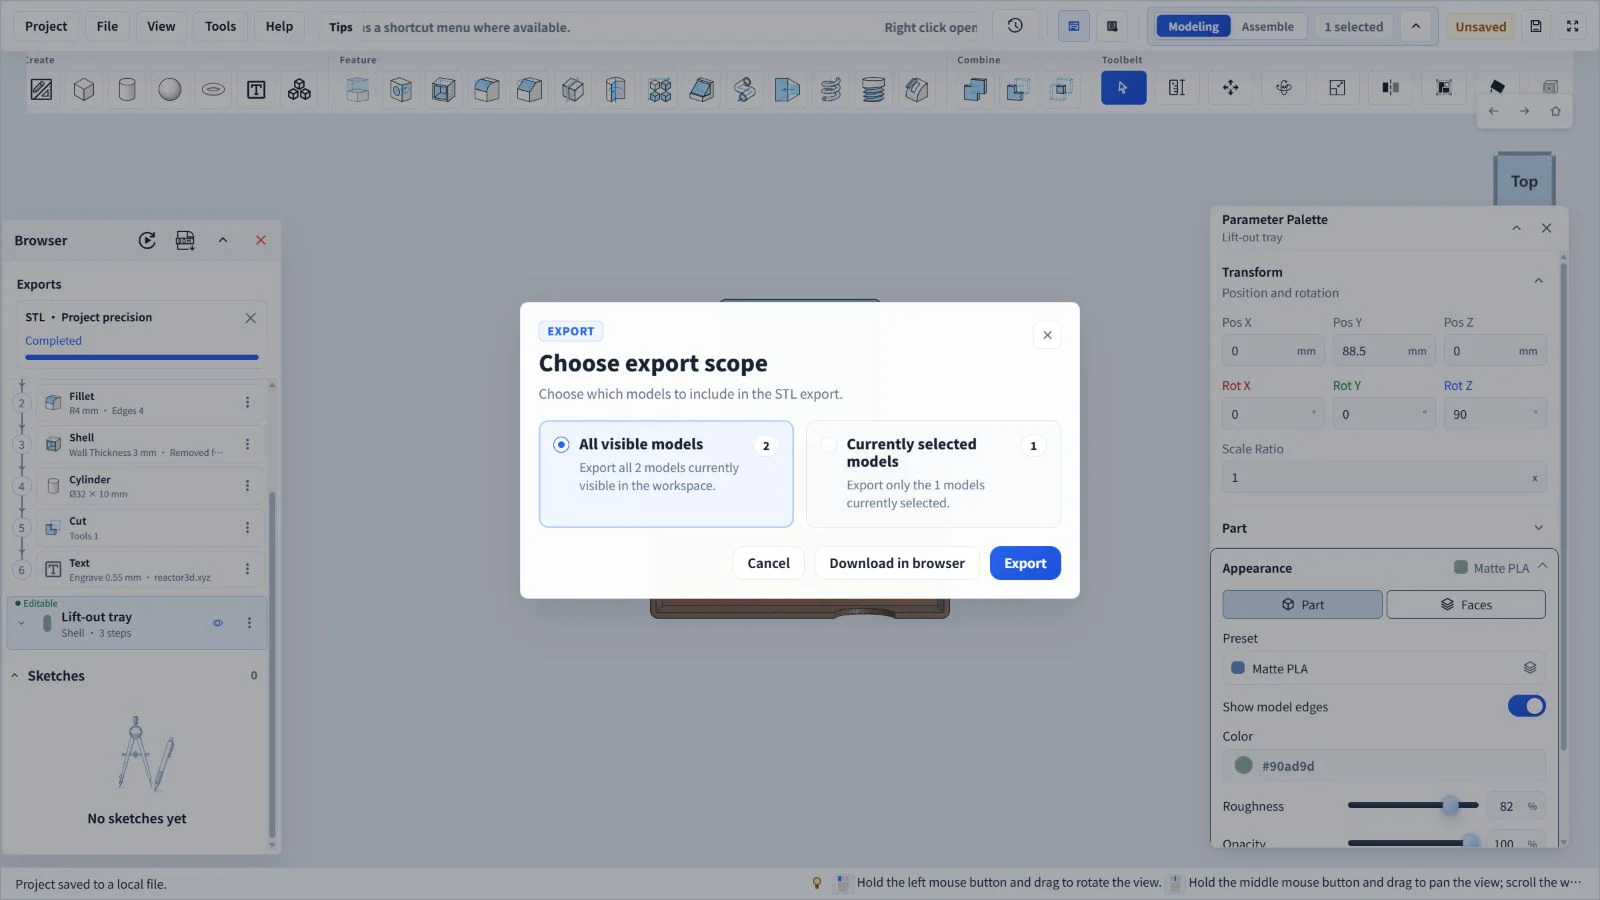 Project
File
View
Tools
Help
Tips
is a shortcut menu where available.
Right click open
Modeling
Assemble
1 selected
Unsaved
Create
Feature
Combine
Toolbelt
Top
Browser
Exports
STL • Project precision
Completed
2
Fillet
R4 mm • Edges 4
3
Shell
Wall Thickness 3 mm • Removed f···
4
Cylinder
Ø32 × 10 mm
5
Cut
Tools 1
6
Text
Engrave 0.55 mm • reactor3d.xyz
Editable
Lift-out tray
Shell • 3 steps
Sketches
0
No sketches yet
EXPORT
Choose export scope
Choose which models to include in the STL export.
All visible models
2
Export all 2 models currently
visible in the workspace.
Currently selected
models
1
Export only the 1 models
currently selected.
Cancel
Download in browser
Export
Parameter Palette
Lift-out tray
Transform
Position and rotation
Pos X
Pos Y
Pos Z
0 mm
88.5 mm
0 mm
Rot X
Rot Y
Rot Z
0 °
0 °
90 °
Scale Ratio
1 x
Part
Appearance
Matte PLA
Part
Faces
Preset
Matte PLA
Show model edges
Color
#90ad9d
Roughness
82 %
Opacity
100 %
Project saved to a local file.
Hold the left mouse button and drag to rotate the view.
Hold the middle mouse button and drag to pan the view; scroll the w···